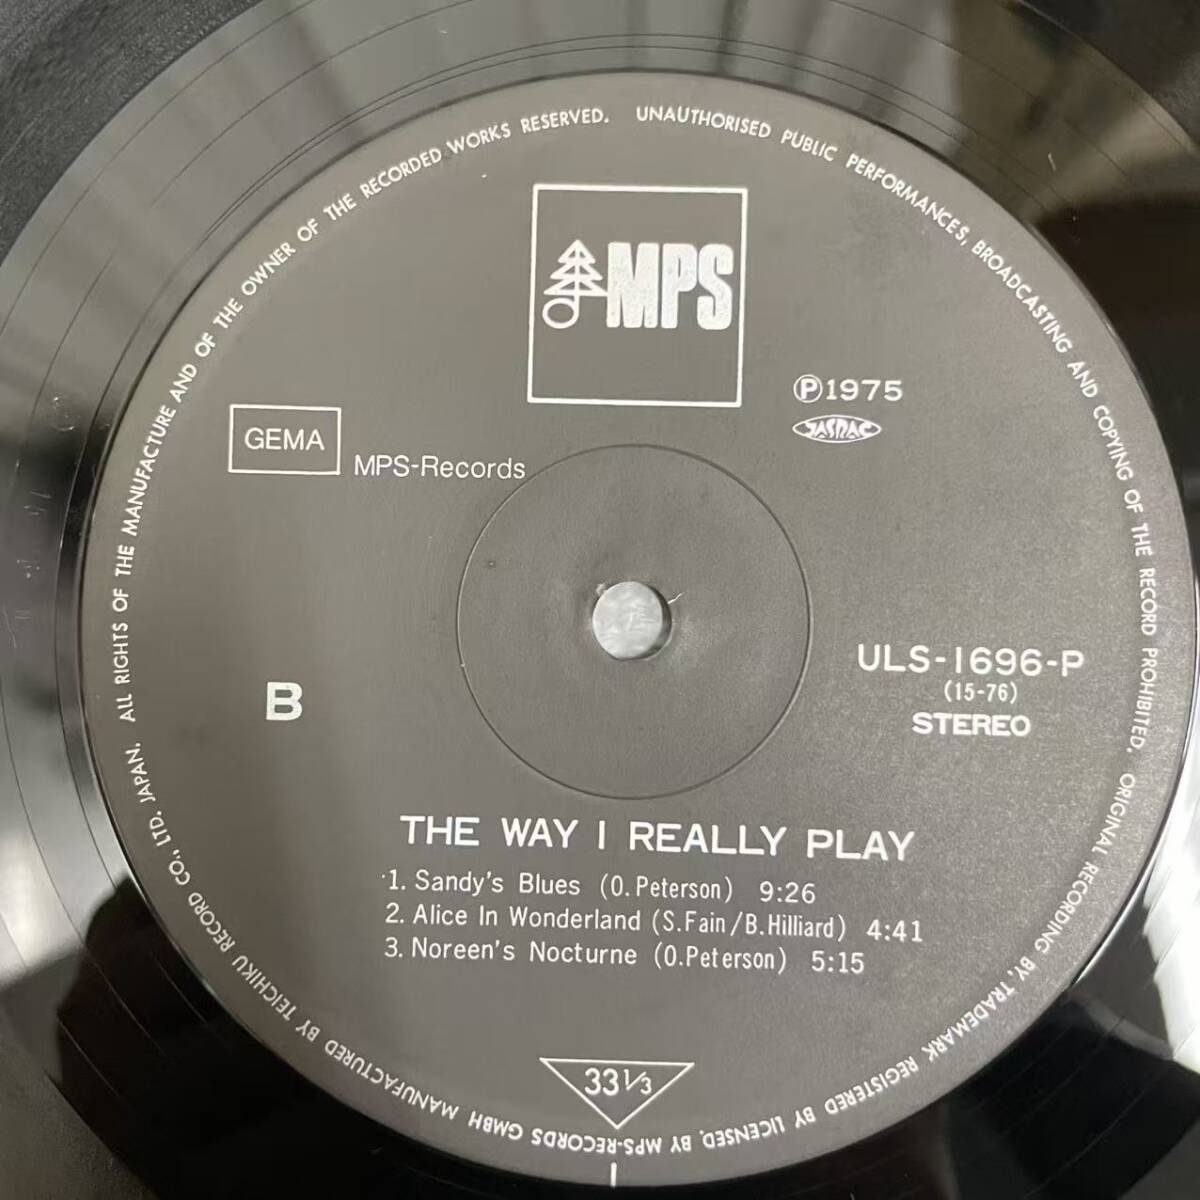 ALL RIGHTS OF THE MANUFACTURE AND OF THE OWNER OF THE RECORDED WORKS RESERVED. UNAUTHORISED PUBLIC PERFORMANCES, BROADCASTING AND COPYING OF THE RECORD PROHIBITED.
MPS
Ⓟ1975
JASRAC
GEMA
MPS-Records
B
ULS-1696-P
(15-76)
STEREO
THE WAY I REALLY PLAY
1. Sandy's Blues (O. Peterson) 9:26
2. Alice In Wonderland (S. Fain/B. Hilliard) 4:41
3. Noreen's Nocturne (O. Peterson) 5:15
33⅓
ORIGINAL RECORDING BY, TRADEMARK REGISTERED BY LICENSED, BY MPS-RECORDS GMBH MANUFACTURED BY TEICHIKU RECORD CO., LTD. JAPAN.